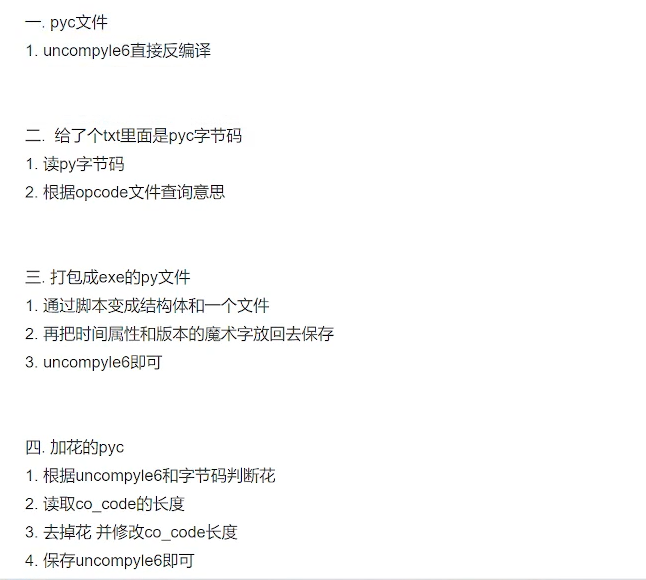 一. pyc文件
1. uncompyle6直接反编译
二. 给了个txt里面是pyc字节码
1. 读py字节码
2. 根据opcode文件查询意思
三. 打包成exe的py文件
1. 通过脚本变成结构体和一个文件
2. 再把时间属性和版本的魔术字放回去保存
3. uncompyle6即可
四. 加花的pyc
1. 根据uncompyle6和字节码判断花
2. 读取co_code的长度
3. 去掉花 并修改co_code长度
4. 保存uncompyle6即可